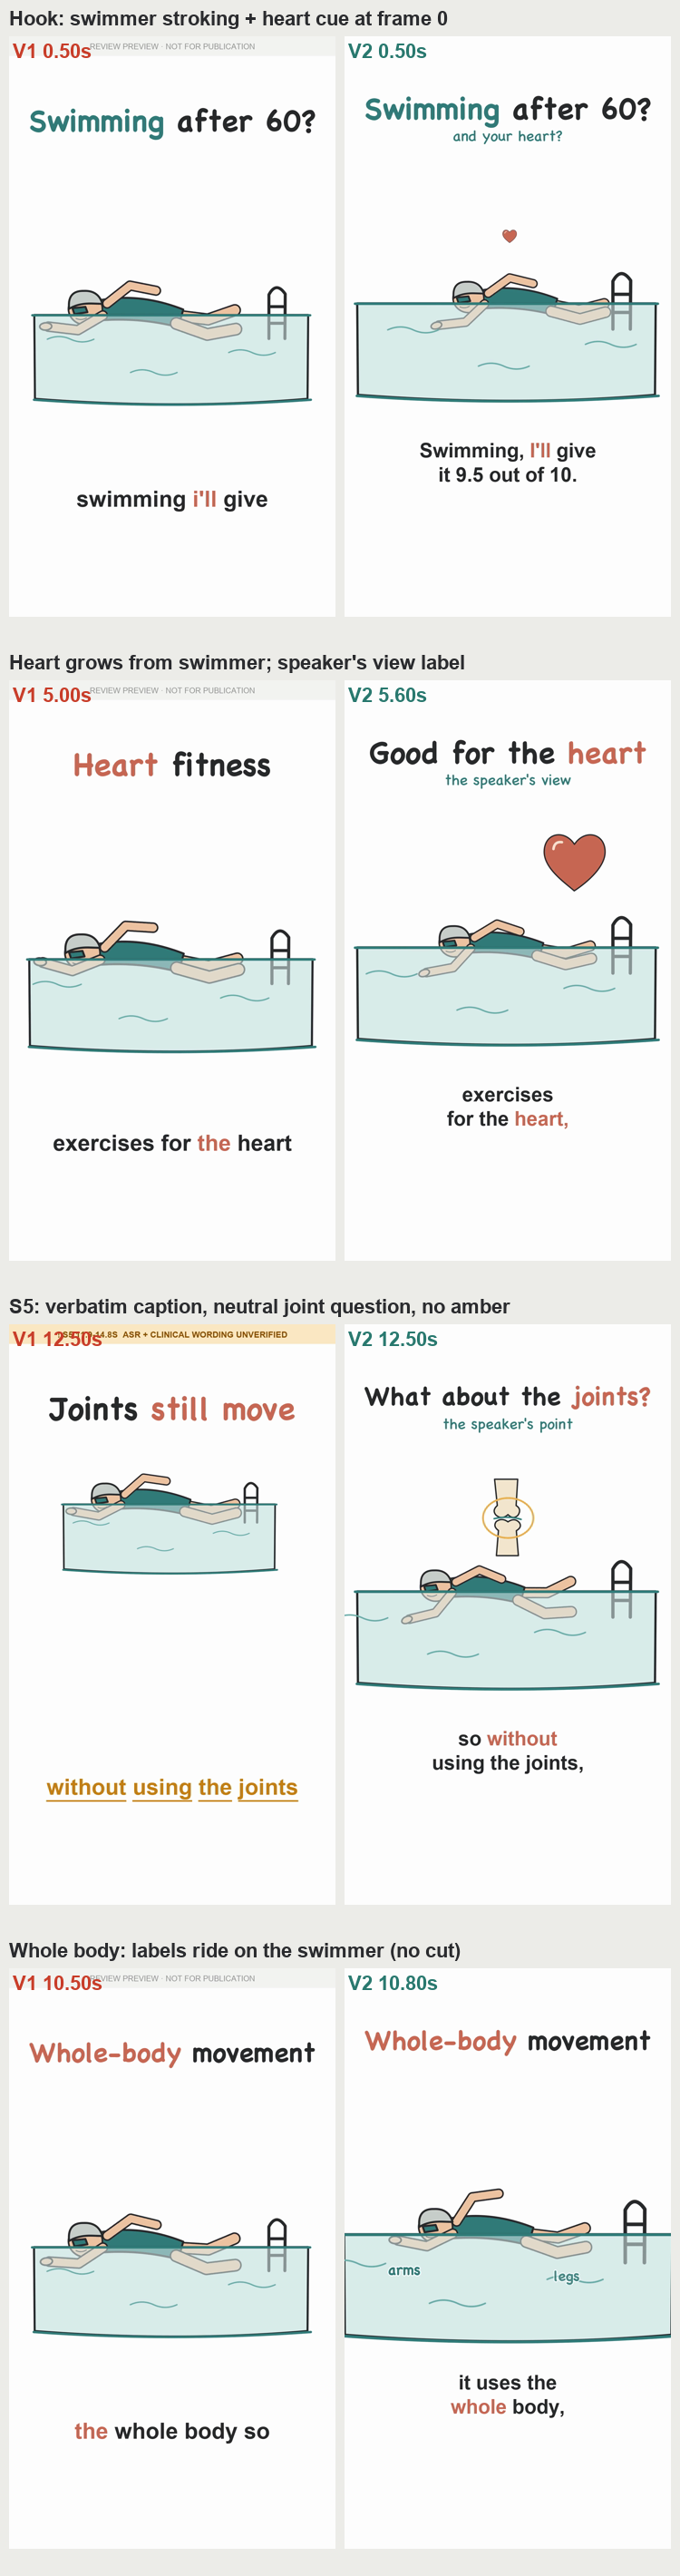 Hook: swimmer stroking + heart cue at frame 0
V1 0.50s
REVIEW PREVIEW · NOT FOR PUBLICATION
Swimming after 60?
swimming i'll give
V2 0.50s
Swimming after 60?
and your heart?
Swimming, I'll give
it 9.5 out of 10.
Heart grows from swimmer; speaker's view label
V1 5.00s
REVIEW PREVIEW · NOT FOR PUBLICATION
Heart fitness
exercises for the heart
V2 5.60s
Good for the heart
the speaker's view
exercises
for the heart,
S5: verbatim caption, neutral joint question, no amber
V1 12.50s
14.8S ASR + CLINICAL WORDING UNVERIFIED
Joints still move
without using the joints
V2 12.50s
What about the joints?
the speaker's point
so without
using the joints,
Whole body: labels ride on the swimmer (no cut)
V1 10.50s
REVIEW PREVIEW · NOT FOR PUBLICATION
Whole-body movement
the whole body so
V2 10.80s
Whole-body movement
arms
legs
it uses the
whole body,